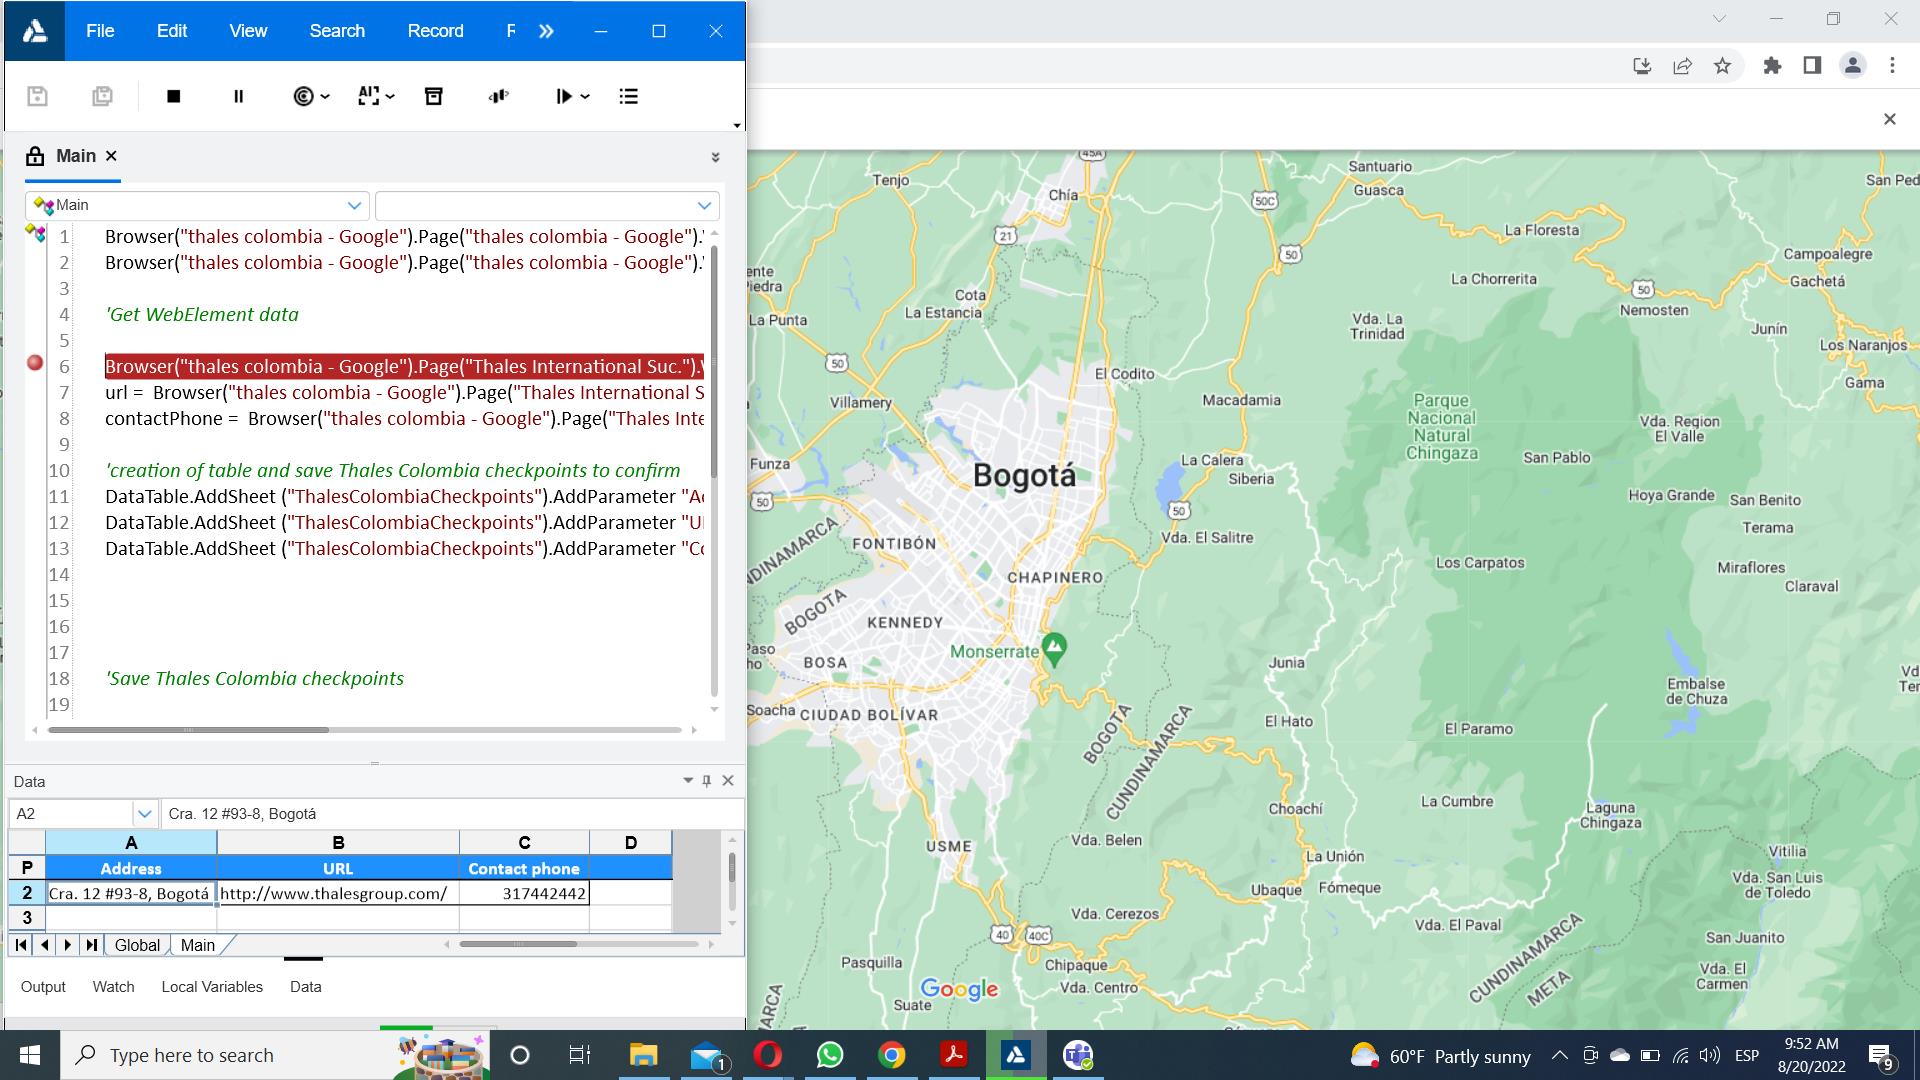 File Edit View Search Record
Main
Main
1 Browser("thales colombia - Google").Page("thales colombia - Google").
2 Browser("thales colombia - Google").Page("thales colombia - Google").
3
4 'Get WebElement data
5
6 Browser("thales colombia - Google").Page("Thales International Suc.").
7 url = Browser("thales colombia - Google").Page("Thales International S
8 contactPhone = Browser("thales colombia - Google").Page("Thales Inte
9
10 'creation of table and save Thales Colombia checkpoints to confirm
11 DataTable.AddSheet ("ThalesColombiaCheckpoints").AddParameter "A
12 DataTable.AddSheet ("ThalesColombiaCheckpoints").AddParameter "U
13 DataTable.AddSheet ("ThalesColombiaCheckpoints").AddParameter "C
14
15
16
17
18 'Save Thales Colombia checkpoints
19
Data
A2 Cra. 12 #93-8, Bogotá
A B C D
P Address URL Contact phone
2 Cra. 12 #93-8, Bogotá http://www.thalesgroup.com/ 317442442
3
Global Main
Output Watch Local Variables Data
45A
Santuario
Tenjo
Guasca
San Ped
Chía
50C
21
La Floresta
50
Campoalegre
ente
Piedra
La Chorrerita
Gachetá
Cota
50
La Estancia
Nemosten
La Punta
Vda. La
Trinidad
Junín
Los Naranjos
50
El Codito
Gama
Villamery
Macadamia
Parque
Nacional
Natural
Chingaza
Vda. Region
El Valle
Funza
Bogotá
La Calera
Siberia
San Pablo
50
50
Hoya Grande
San Benito
Terama
CUNDINAMARCA
FONTIBÓN
Vda. El Salitre
Los Carpatos
Miraflores
CHAPINERO
Claraval
BOGOTA
KENNEDY
Paso
ho
BOSA
Monserrate
Junia
Vd
Ter
Embalse
de Chuza
Soacha
CIUDAD BOLÍVAR
El Hato
El Paramo
BOGOTA
CUNDINAMARCA
Choachí
La Cumbre
Laguna
Chingaza
USME
Vda. Belen
La Unión
Vitilia
Vda. San Luis
de Toledo
Ubaque
Fómeque
Vda. Cerezos
40
40C
Vda. El Paval
San Juanito
Pasquilla
Chipaque
CUNDINAMARCA
META
Vda. El
Carmen
Google
Vda. Centro
Suate
MARCA
Type here to search
1
60°F Partly sunny
ESP
9:52 AM
8/20/2022
9